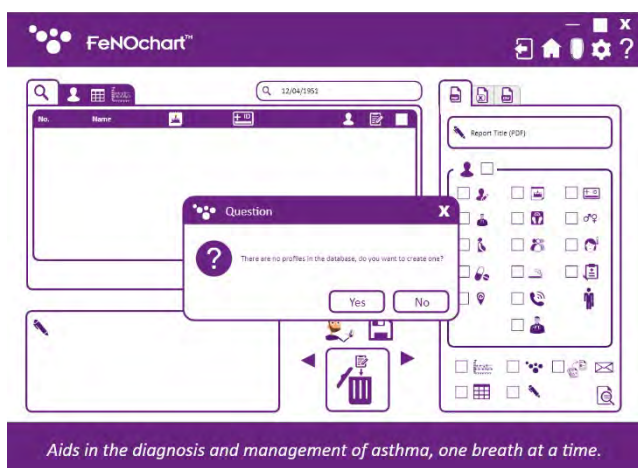 FeNOchart™
X
?
12/04/1951
No. Name + ID
Report Title (PDF)
Question X
? There are no profiles in the database, do you want to create one?
Yes No
Aids in the diagnosis and management of asthma, one breath at a time.